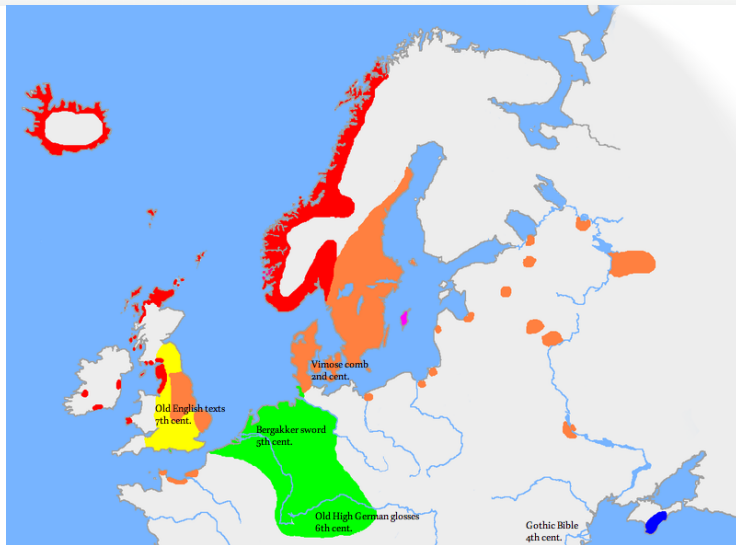 Vimose comb
2nd cent.
Old English texts
7th cent.
Bergakker sword
5th cent.
Old High German glosses
6th cent.
Gothic Bible
4th cent.